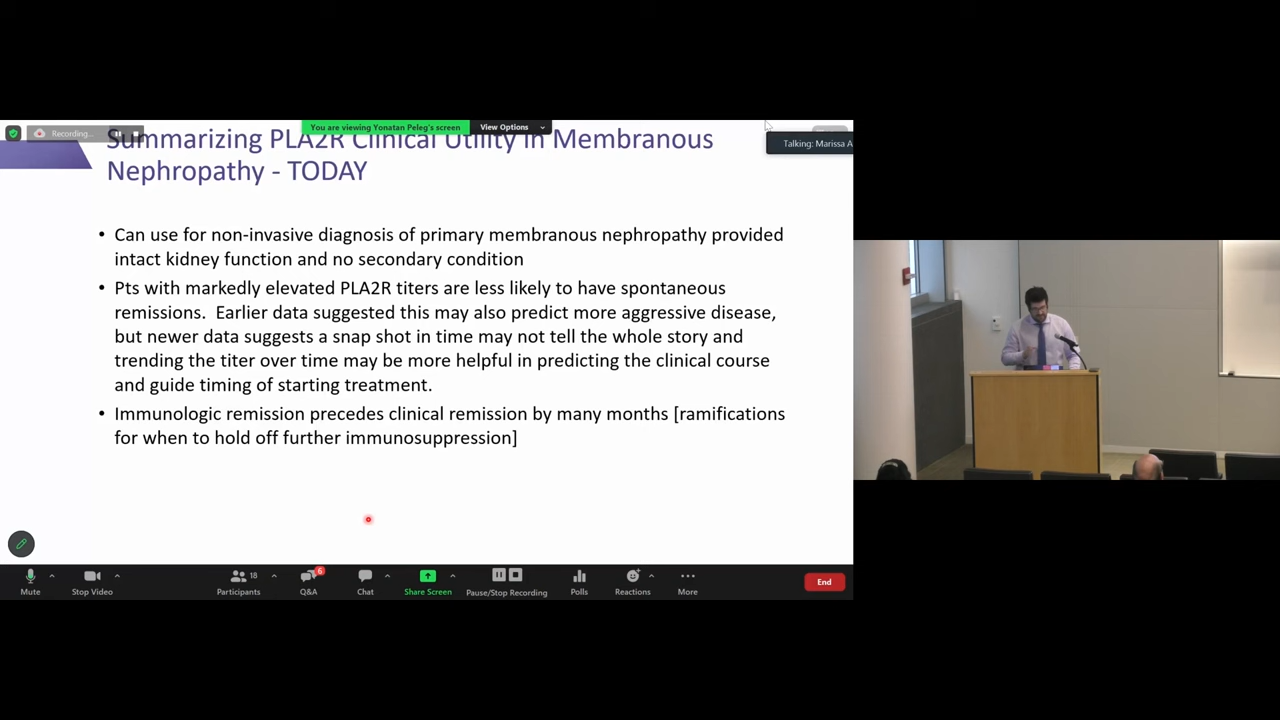 Recording...
You are viewing Yonatan Peleg's screen
View Options
Talking: Marissa A
Summarizing PLA2R Clinical Utility in Membranous
Nephropathy - TODAY
• Can use for non-invasive diagnosis of primary membranous nephropathy provided
intact kidney function and no secondary condition
• Pts with markedly elevated PLA2R titers are less likely to have spontaneous
remissions. Earlier data suggested this may also predict more aggressive disease,
but newer data suggests a snap shot in time may not tell the whole story and
trending the titer over time may be more helpful in predicting the clinical course
and guide timing of starting treatment.
• Immunologic remission precedes clinical remission by many months [ramifications
for when to hold off further immunosuppression]
Mute
Stop Video
Participants
18
Q&A
6
Chat
Share Screen
Pause/Stop Recording
Polls
Reactions
More
End